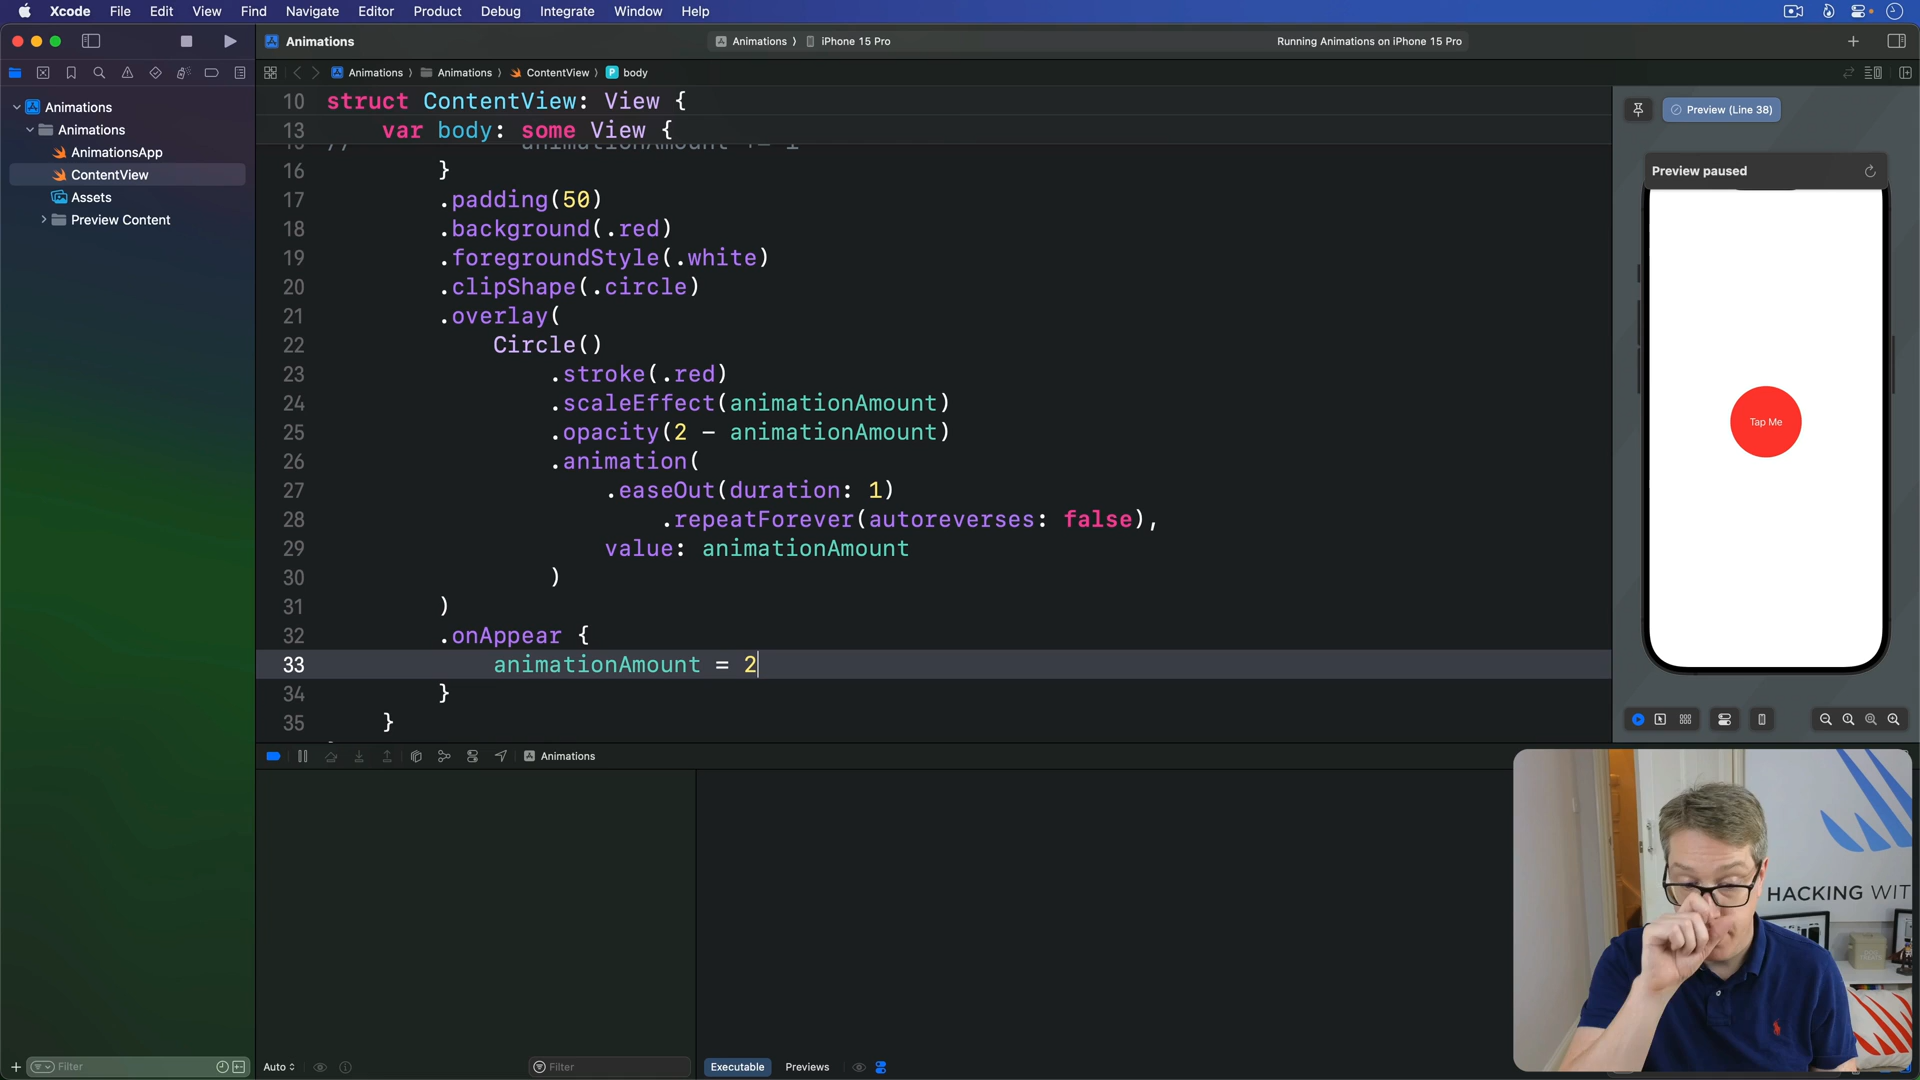 Xcode File Edit View Find Navigate Editor Product Debug Integrate Window Help
Animations
Animations 〉 iPhone 15 Pro
Running Animations on iPhone 15 Pro
Animations 〉 Animations 〉 ContentView 〉 P body
Animations
Animations
AnimationsApp
ContentView
Assets
Preview Content
10 struct ContentView: View {
13 var body: some View {
15 // animationAmount += 1
16 }
17 .padding(50)
18 .background(.red)
19 .foregroundStyle(.white)
20 .clipShape(.circle)
21 .overlay(
22 Circle()
23 .stroke(.red)
24 .scaleEffect(animationAmount)
25 .opacity(2 - animationAmount)
26 .animation(
27 .easeOut(duration: 1)
28 .repeatForever(autoreverses: false),
29 value: animationAmount
30 )
31 )
32 .onAppear {
33 animationAmount = 2
34 }
35 }
Preview (Line 38)
Preview paused
Tap Me
Animations
HACKING WIT
Filter
Auto
Filter
Executable Previews